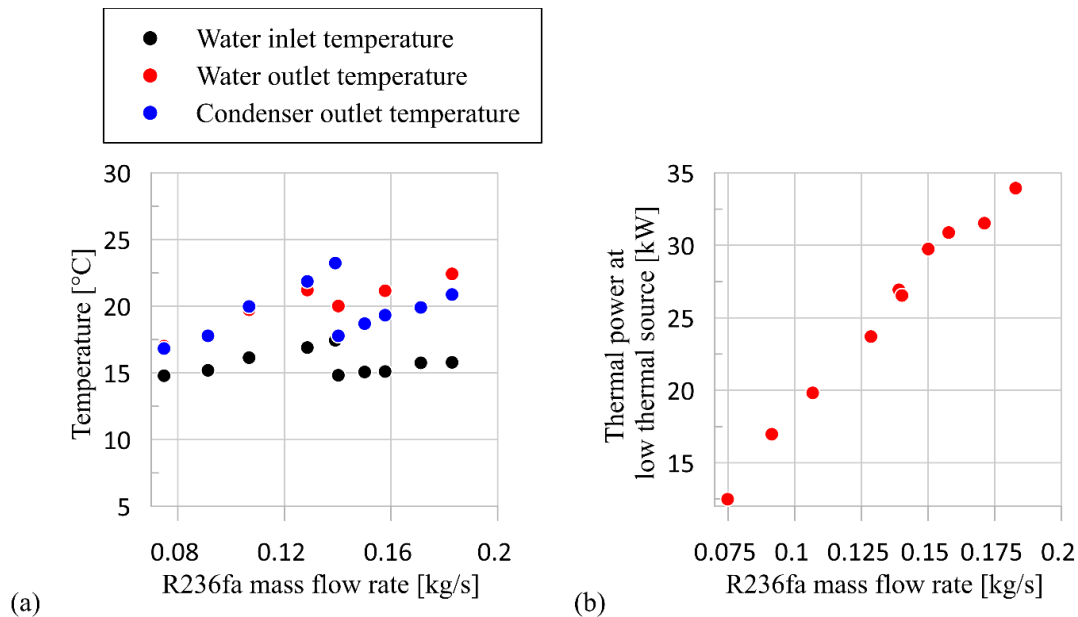 Water inlet temperature
Water outlet temperature
Condenser outlet temperature
30
25
20
15
10
5
Temperature [°C]
0.08 0.12 0.16 0.2
R236fa mass flow rate [kg/s]
(a)
35
30
25
20
15
Thermal power at
low thermal source [kW]
0.075 0.1 0.125 0.15 0.175 0.2
R236fa mass flow rate [kg/s]
(b)